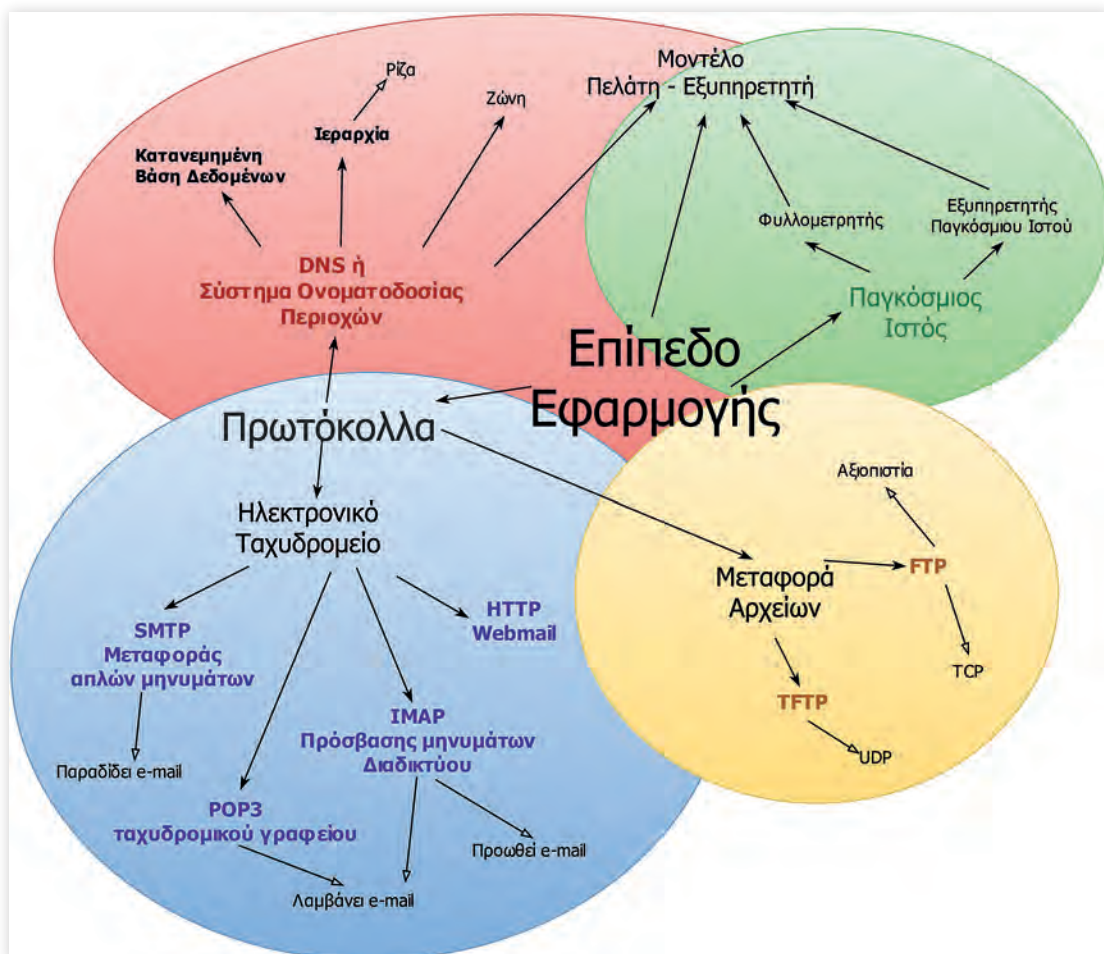 Μοντέλο
Πελάτη - Εξυπηρετητή
Ρίζα
Ζώνη
Ιεραρχία
Κατανεμημένη
Βάση Δεδομένων
Φυλλομετρητής
Εξυπηρετητής
Παγκόσμιου Ιστού
DNS ή
Σύστημα Ονοματοδοσίας
Περιοχών
Παγκόσμιος
Ιστός
Επίπεδο
Εφαρμογής
Πρωτόκολλα
Ηλεκτρονικό
Ταχυδρομείο
Αξιοπιστία
FTP
Μεταφορά
Αρχείων
TCP
TFTP
UDP
HTTP
Webmail
SMTP
Μεταφοράς
απλών μηνυμάτων
IMAP
Πρόσβασης μηνυμάτων
Διαδικτύου
Παραδίδει e-mail
POP3
ταχυδρομικού γραφείου
Προωθεί e-mail
Λαμβάνει e-mail